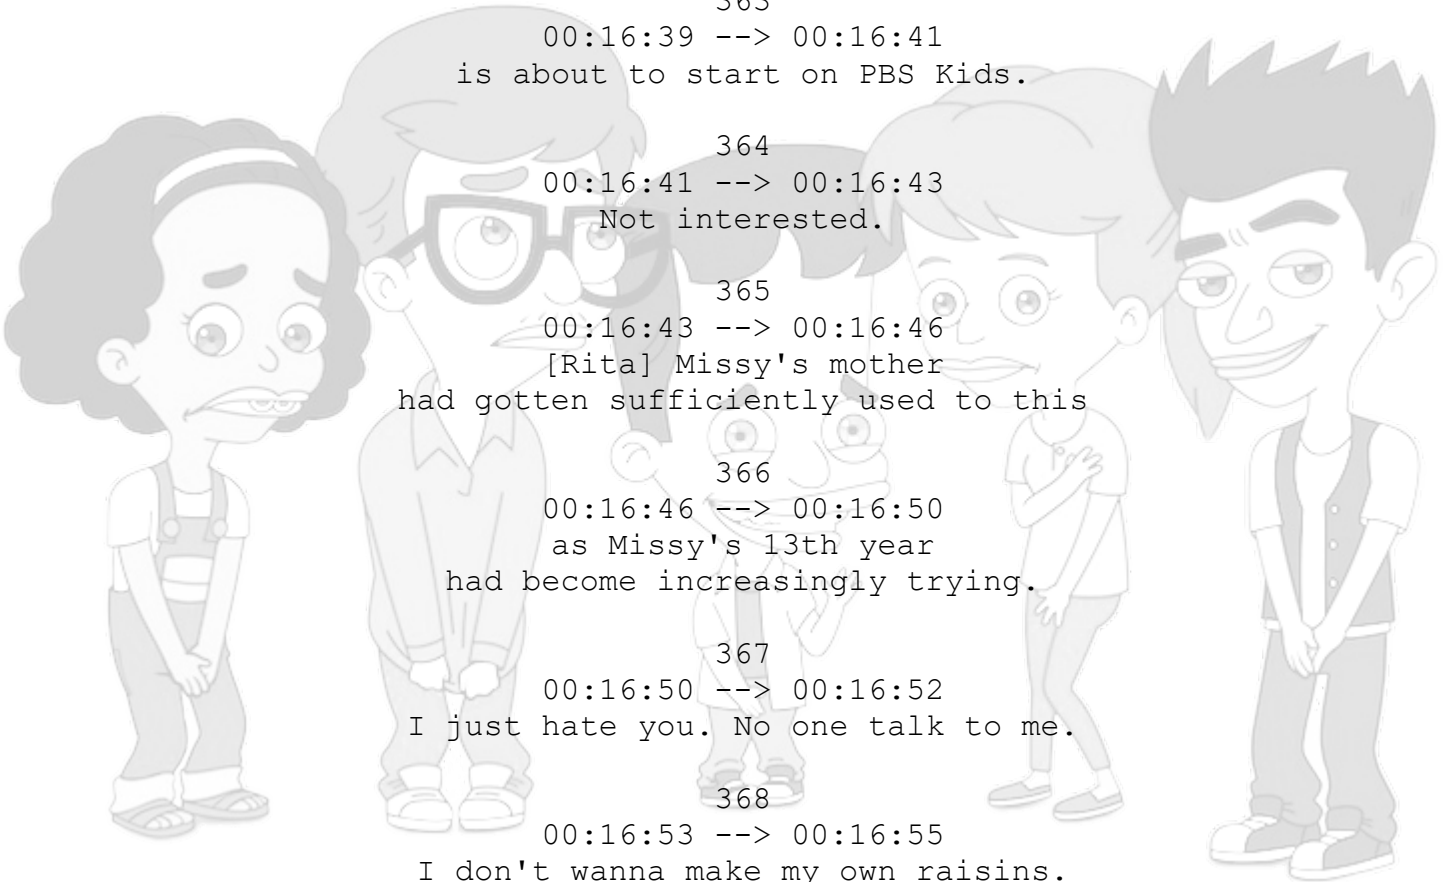 363
00:16:39 --> 00:16:41
is about to start on PBS Kids.
364
00:16:41 --> 00:16:43
Not interested.
365
00:16:43 --> 00:16:46
[Rita] Missy's mother
had gotten sufficiently used to this
366
00:16:46 --> 00:16:50
as Missy's 13th year
had become increasingly trying.
367
00:16:50 --> 00:16:52
I just hate you. No one talk to me.
368
00:16:53 --> 00:16:55
I don't wanna make my own raisins.